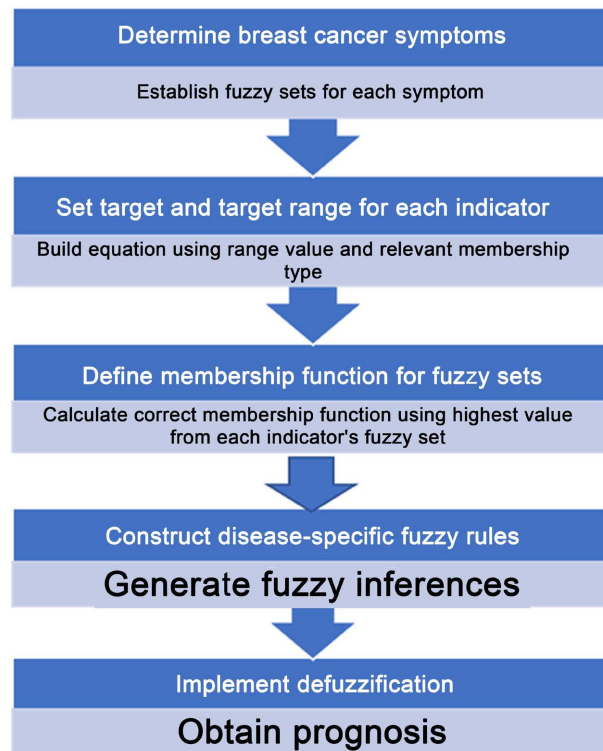 Determine breast cancer symptoms
Establish fuzzy sets for each symptom
Set target and target range for each indicator
Build equation using range value and relevant membership
type
Define membership function for fuzzy sets
Calculate correct membership function using highest value
from each indicator's fuzzy set
Construct disease-specific fuzzy rules
Generate fuzzy inferences
Implement defuzzification
Obtain prognosis